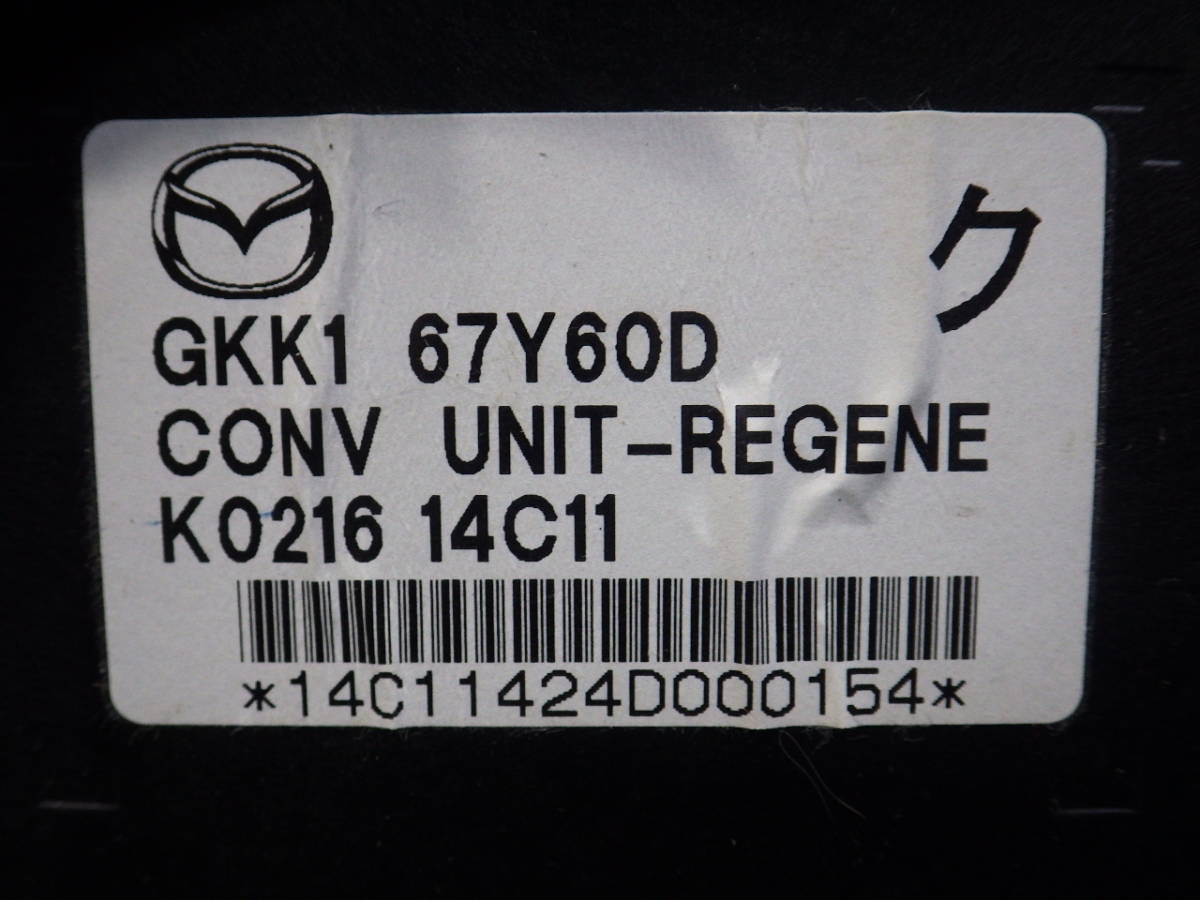 ク
GKK1 67Y60D
CONV UNIT-REGENE
K0216 14C11
*14C11424D000154*